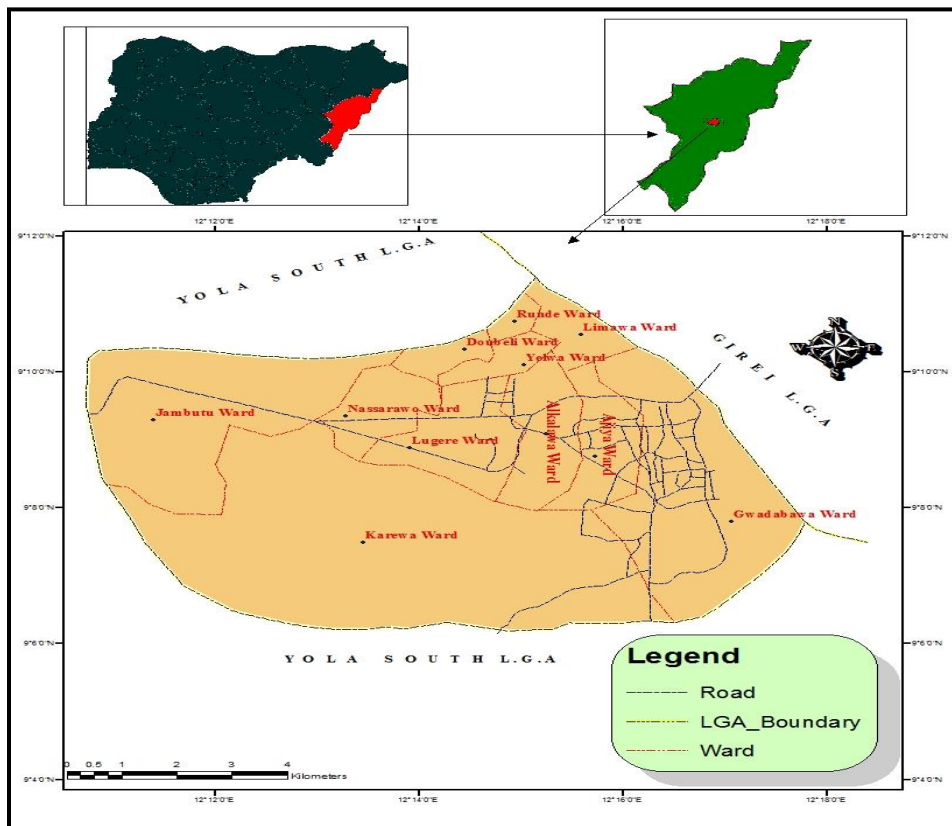 12°12'0"E
12°14'0"E
12°16'0"E
12°18'0"E
9°12'0"N
9°12'0"N
YOLA SOUTH L.G.A
Runde Ward
Limawa Ward
Doubeli Ward
Yelwa Ward
GIREI L.G.A
9°10'0"N
9°10'0"N
Jambutu Ward
Nassarawo Ward
Lugere Ward
Alkalawa Ward
Ajiya Ward
9°8'0"N
9°8'0"N
Gwadabawa Ward
Karewa Ward
9°6'0"N
9°6'0"N
YOLA SOUTH L.G.A
Legend
Road
LGA_Boundary
Ward
0 0.5 1 2 3 4
Kilometers
9°4'0"N
9°4'0"N
12°12'0"E
12°14'0"E
12°16'0"E
12°18'0"E